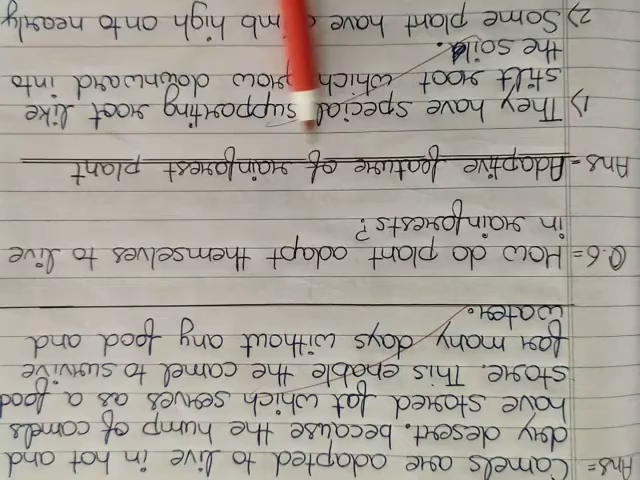 Ans= Camels are adapted to live in hot and
dry desert. because the hump of camels
have stored fat which serves as a food
store. This enable the camel to survive
for many days without any food and
water.
Q.6= How do plant adapt themselves to live
in rainforests?
Ans= Adaptive feature of rainforest plant
1) They have special supporting root like
stilt root which grow downward into
the soil.
2) Some plant have high onto nearly